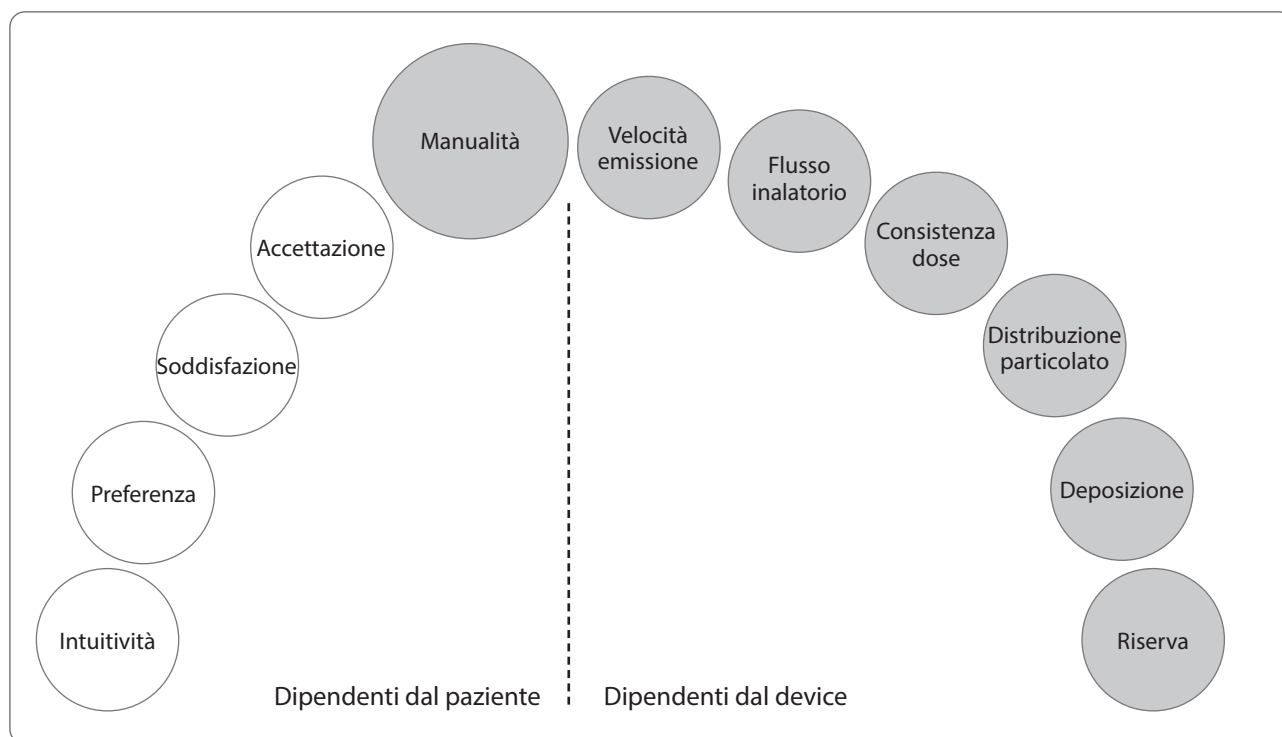 Manualità
Velocità
emissione
Flusso
inalatorio
Accettazione
Consistenza
dose
Soddisfazione
Distribuzione
particolato
Preferenza
Deposizione
Intuitività
Riserva
Dipendenti dal paziente
Dipendenti dal device